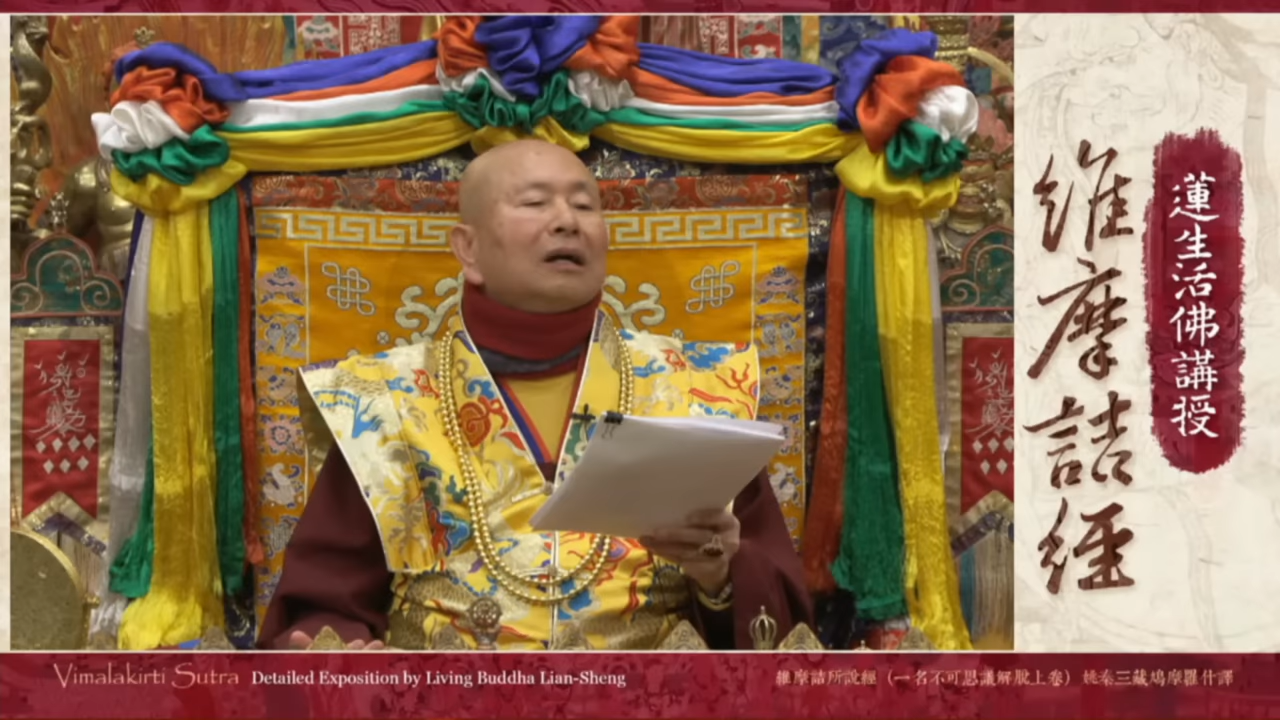 維摩詰經
蓮生活佛講授
Vimalakirti Sutra Detailed Exposition by Living Buddha Lian-Sheng
維摩詰所說經（一名不可思議解脫上卷）姚秦三藏鳩摩羅什譯